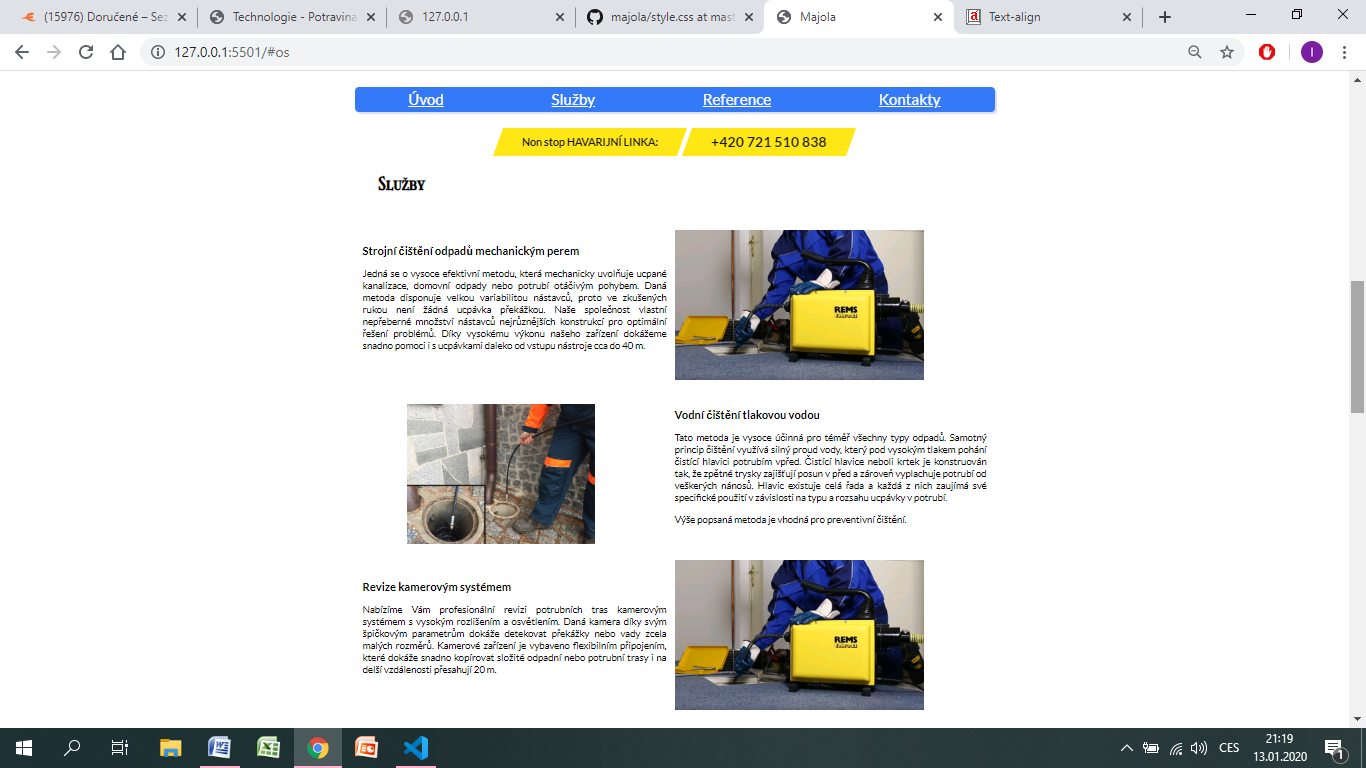 (15976) Doručené – Sez
Technologie - Potravina
127.0.0.1
majola/style.css at mast
Majola
Text-align
127.0.0.1:5501/#os
I
Úvod
Služby
Reference
Kontakty
Non stop HAVARIJNÍ LINKA:
+420 721 510 838
Služby
Strojní čištění odpadů mechanickým perem
Jedná se o vysoce efektivní metodu, která mechanicky uvolňuje ucpané
kanalizace, domovní odpady nebo potrubí otáčivým pohybem. Daná
metoda disponuje velkou variabilitou nástavců, proto ve zkušených
rukou není žádná ucpávka překážkou. Naše společnost vlastní
nepřeberné množství nástavců nejrůznějších konstrukcí pro optimální
řešení problémů. Díky vysokému výkonu našeho zařízení dokážeme
snadno pomoci i s ucpávkami daleko od vstupu nástroje cca do 40 m.
REMS
Vodní čištění tlakovou vodou
Tato metoda je vysoce účinná pro téměř všechny typy odpadů. Samotný
princip čištění využívá silný proud vody, který pod vysokým tlakem pohání
čistící hlavici potrubím vpřed. Čistící hlavice neboli krtek je konstruován
tak, že zpětné trysky zajišťují posun v před a zároveň vyplachuje potrubí od
veškerých nánosů. Hlavic existuje celá řada a každá z nich zaujímá své
specifické použití v závislosti na typu a rozsahu ucpávky v potrubí.
Výše popsaná metoda je vhodná pro preventivní čištění.
Revize kamerovým systémem
Nabízíme Vám profesionální revizi potrubních tras kamerovým
systémem s vysokým rozlišením a osvětlením. Daná kamera díky svým
špičkovým parametrům dokáže detekovat překážky nebo vady zcela
malých rozměrů. Kamerové zařízení je vybaveno flexibilním připojením,
které dokáže snadno kopírovat složité odpadní nebo potrubní trasy i na
delší vzdálenosti přesahují 20 m.
REMS
CES
21:19
13.01.2020
1